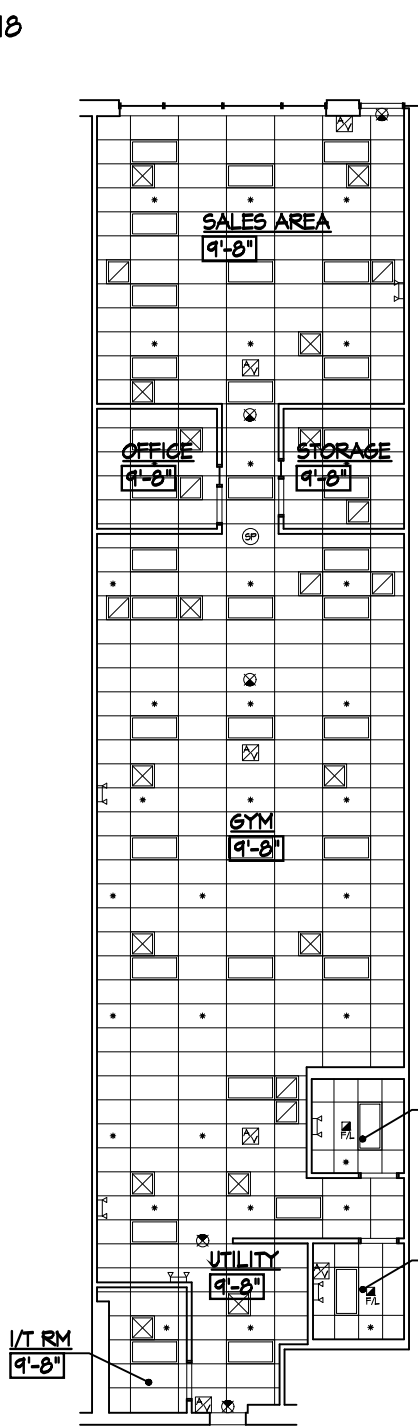 18
A/V
SALES AREA
9'-8"
A/V
OFFICE
9'-8"
STORAGE
9'-8"
SP
A/V
GYM
9'-8"
A/V
F/L
UTILITY
9'-8"
A/V
F/L
I/T RM
9'-8"
A/V